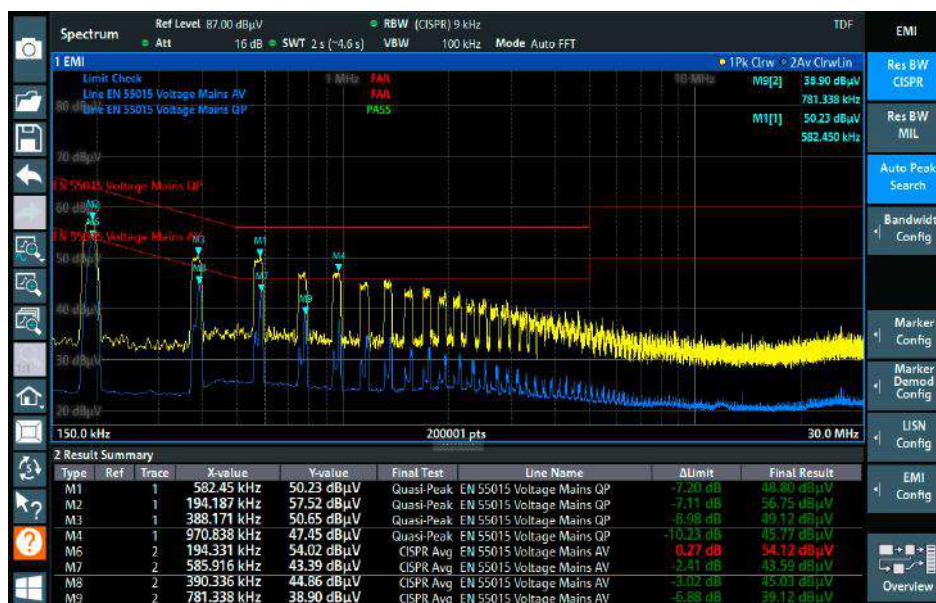 Spectrum
Ref Level 87.00 dBµV RBW (CISPR) 9 kHz TDF
Att 16 dB SWT 2 s (~4.6 s) VBW 100 kHz Mode Auto FFT
1 EMI 1Pk Clrw 2Av ClrwLin
Limit Check 1 MHz FAIL 10 MHz M9[2] 38.90 dBµV
Line EN 55015 Voltage Mains AV FAIL 781.338 kHz
80 dBµV Line EN 55015 Voltage Mains QP PASS M1[1] 50.23 dBµV
582.450 kHz
70 dBµV
EN 55015 Voltage Mains QP
60 dBµV M2
M6
EN 55015 Voltage Mains AV M3 M1
50 dBµV M4
M8 M7
M9
40 dBµV
30 dBµV
20 dBµV
150.0 kHz 200001 pts 30.0 MHz
2 Result Summary
Type Ref Trace X-value Y-value Final Test Line Name ΔLimit Final Result
M1 1 582.45 kHz 50.23 dBµV Quasi-Peak EN 55015 Voltage Mains QP -7.20 dB 48.80 dBµV
M2 1 194.187 kHz 57.52 dBµV Quasi-Peak EN 55015 Voltage Mains QP -7.11 dB 56.75 dBµV
M3 1 388.171 kHz 50.65 dBµV Quasi-Peak EN 55015 Voltage Mains QP -8.98 dB 49.12 dBµV
M4 1 970.838 kHz 47.45 dBµV Quasi-Peak EN 55015 Voltage Mains QP -10.23 dB 45.77 dBµV
M6 2 194.331 kHz 54.02 dBµV CISPR Avg EN 55015 Voltage Mains AV 0.27 dB 54.12 dBµV
M7 2 585.916 kHz 43.39 dBµV CISPR Avg EN 55015 Voltage Mains AV -2.41 dB 43.59 dBµV
M8 2 390.336 kHz 44.86 dBµV CISPR Avg EN 55015 Voltage Mains AV -3.02 dB 45.03 dBµV
M9 2 781.338 kHz 38.90 dBµV CISPR Avg EN 55015 Voltage Mains AV -6.88 dB 39.12 dBµV
EMI
Res BW
CISPR
Res BW
MIL
Auto Peak
Search
Bandwidt
Config
Marker
Config
Marker
Demod
Config
LISN
Config
EMI
Config
Overview